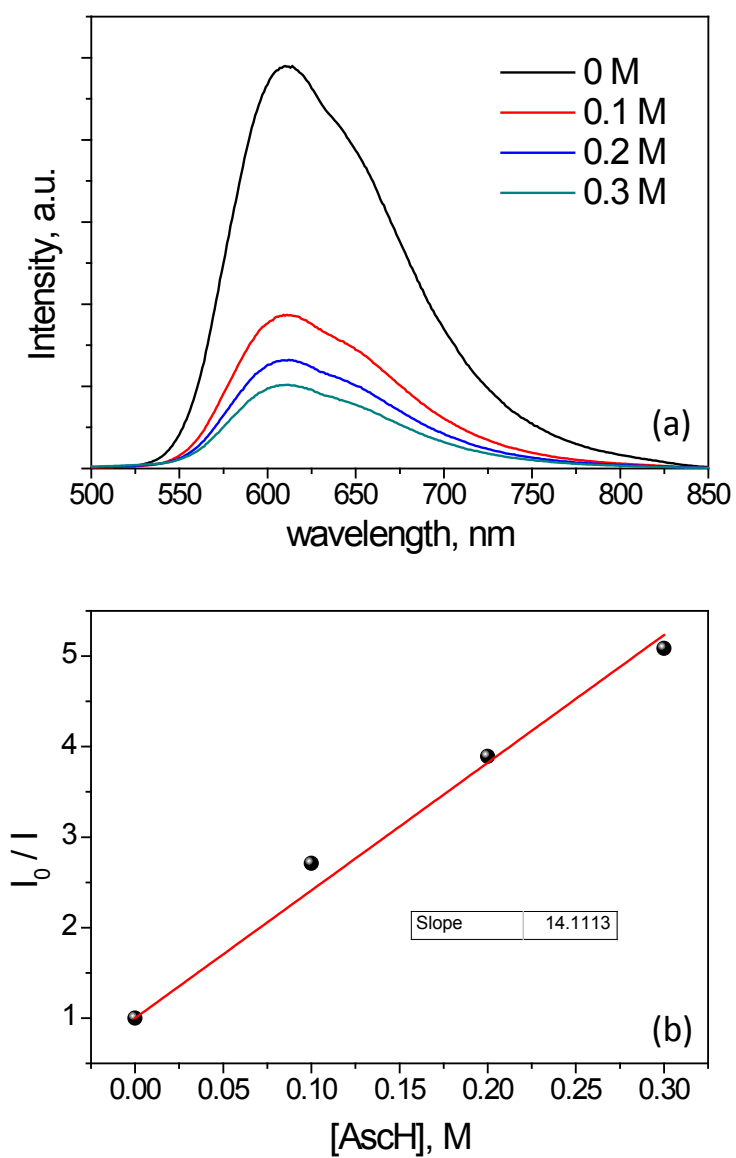 0 M
0.1 M
0.2 M
0.3 M
Intensity, a.u.
(a)
500 550 600 650 700 750 800 850
wavelength, nm
5
4
3
2
1
I₀ / I
Slope 14.1113
(b)
0.00 0.05 0.10 0.15 0.20 0.25 0.30
[AscH], M